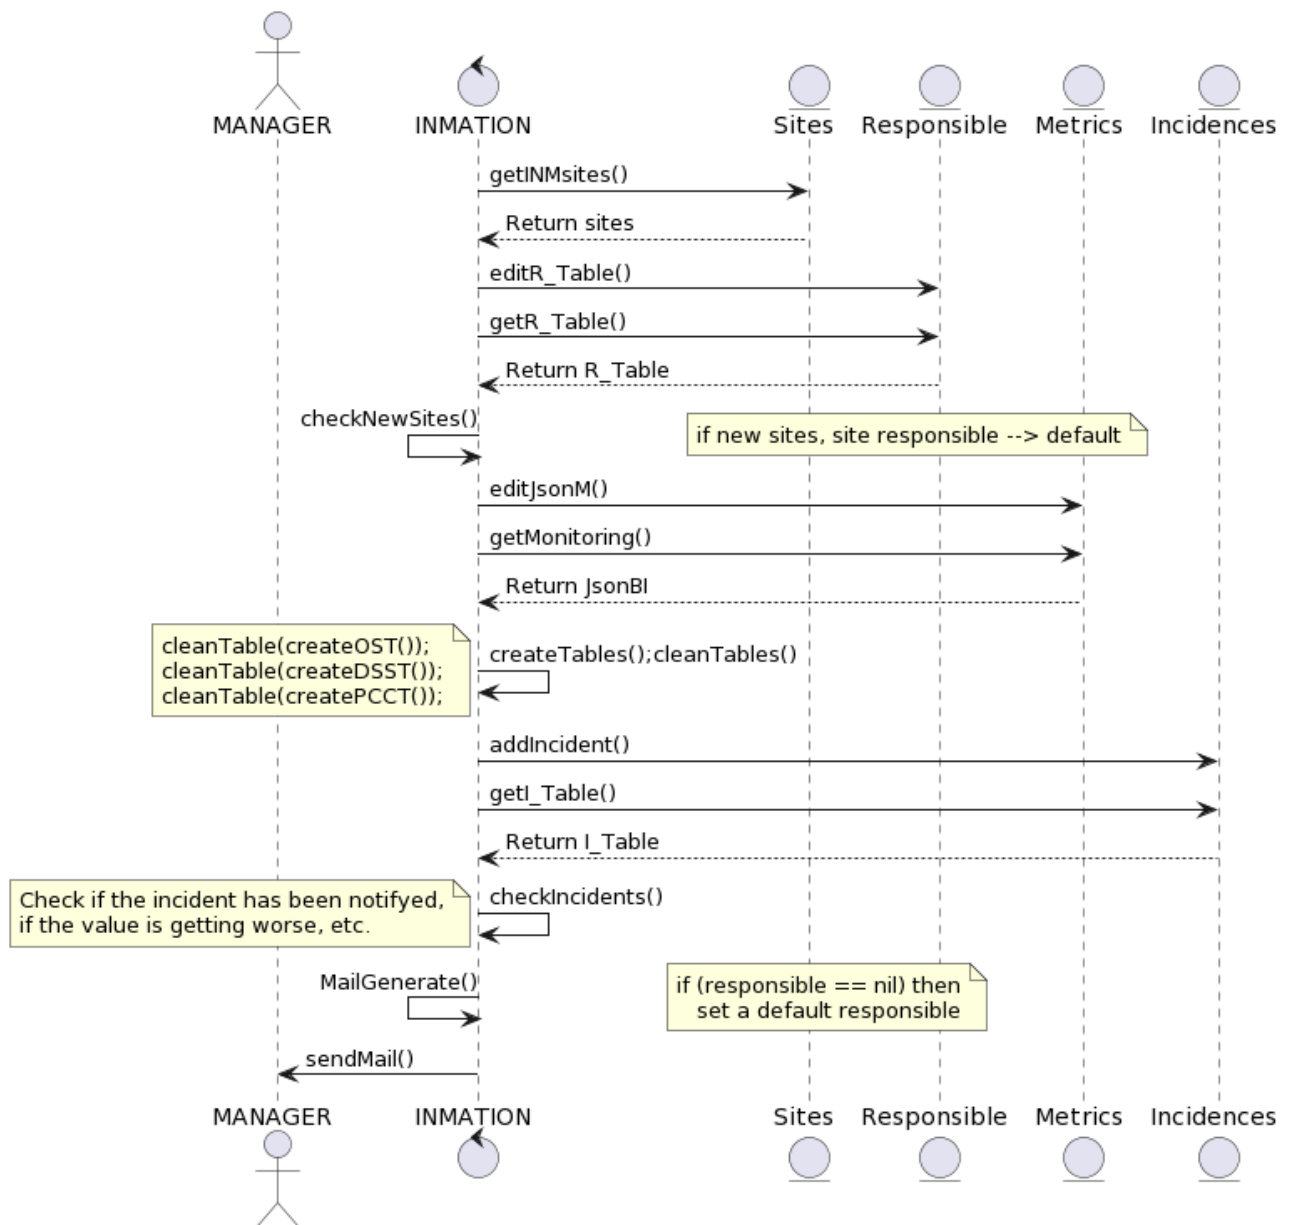 MANAGER INMATION Sites Responsible Metrics Incidences
getINMsites()
Return sites
editR_Table()
getR_Table()
Return R_Table
checkNewSites()
if new sites, site responsible --> default
editJsonM()
getMonitoring()
Return JsonBI
cleanTable(createOST());
cleanTable(createDSST());
cleanTable(createPCCT());
createTables();cleanTables()
addIncident()
getI_Table()
Return I_Table
Check if the incident has been notifyed,
if the value is getting worse, etc.
checkIncidents()
MailGenerate()
if (responsible == nil) then
set a default responsible
sendMail()
MANAGER INMATION Sites Responsible Metrics Incidences